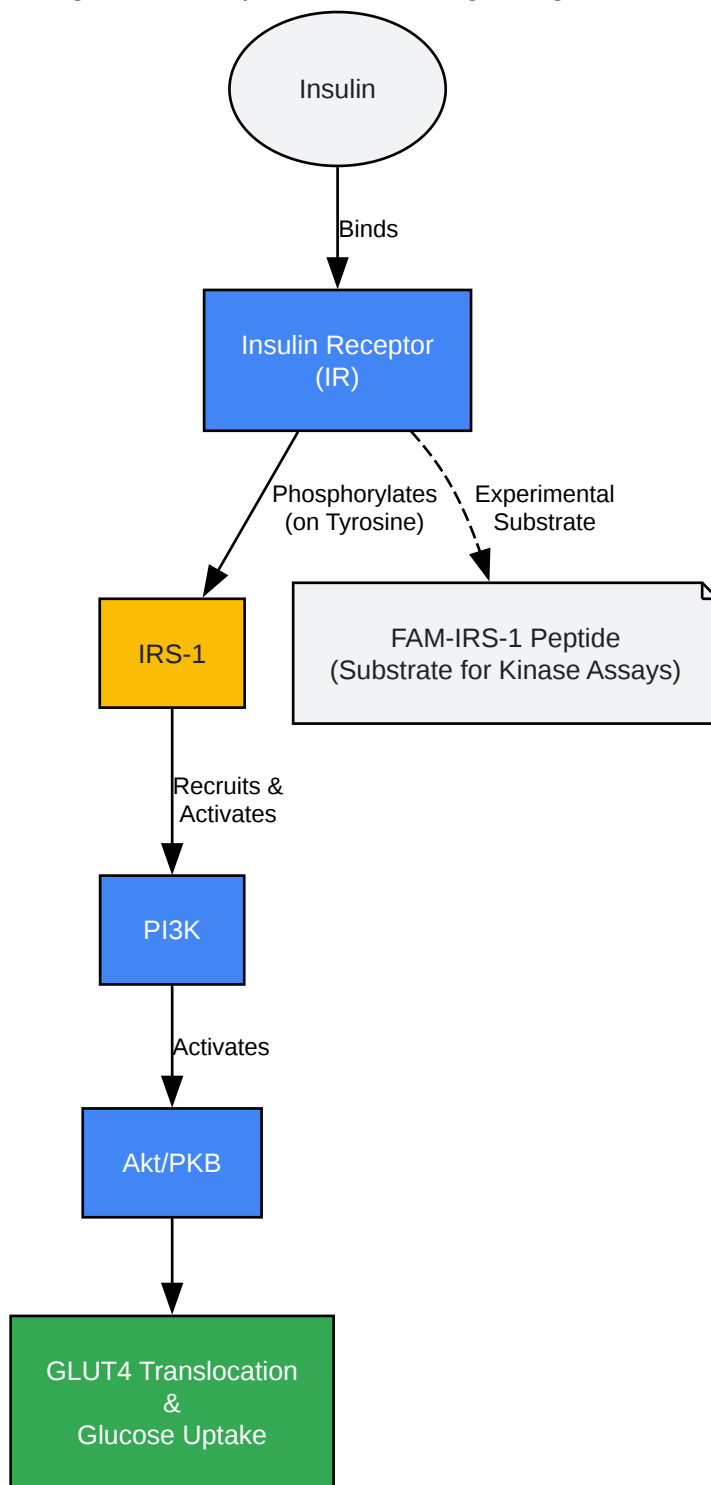 Insulin
Binds
Insulin Receptor
(IR)
Phosphorylates
(on Tyrosine)
Experimental
Substrate
IRS-1
FAM-IRS-1 Peptide
(Substrate for Kinase Assays)
Recruits &
Activates
PI3K
Activates
Akt/PKB
GLUT4 Translocation
&
Glucose Uptake